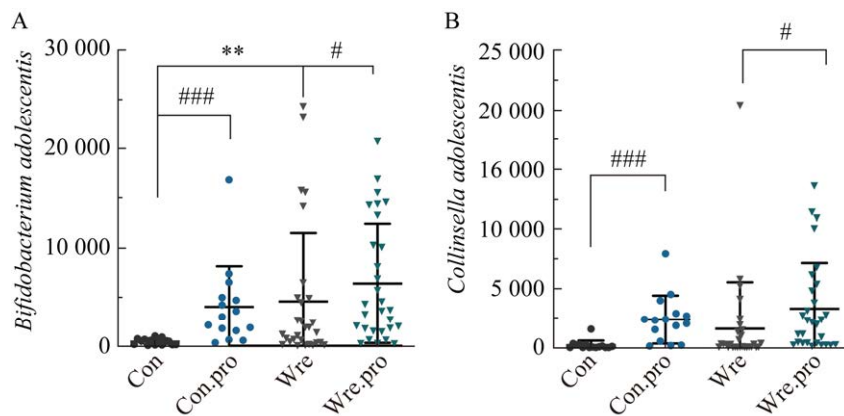 A
Bifidobacterium adolescentis
30 000
20 000
10 000
0
###
**
#
Con
Con.pro
Wre
Wre.pro
B
Collinsella adolescentis
25 000
20 000
16 000
10 000
5 000
0
###
#
Con
Con.pro
Wre
Wre.pro